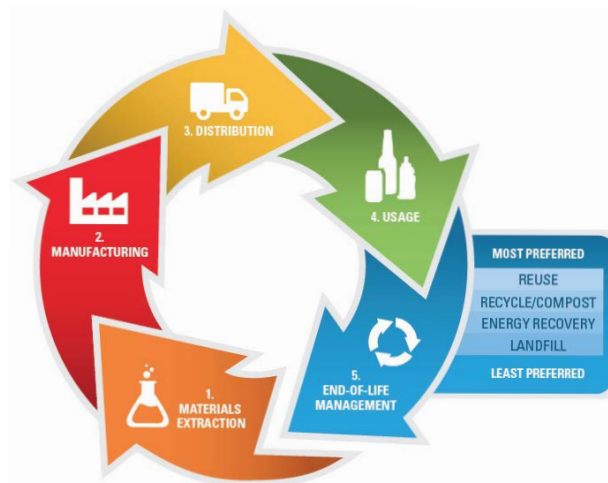 3. DISTRIBUTION
4. USAGE
2.
MANUFACTURING
1.
MATERIALS
EXTRACTION
5.
END-OF-LIFE
MANAGEMENT
MOST PREFERRED
REUSE
RECYCLE/COMPOST
ENERGY RECOVERY
LANDFILL
LEAST PREFERRED